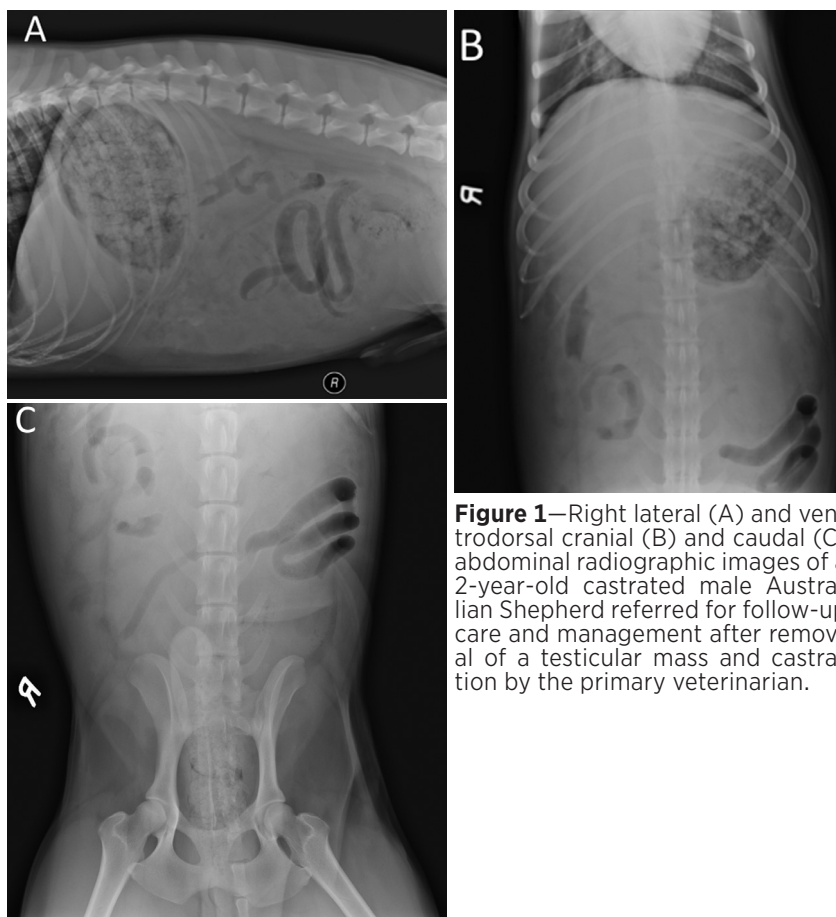 A
R
B
R
C
R
Figure 1—Right lateral (A) and ven-
trodorsal cranial (B) and caudal (C)
abdominal radiographic images of a
2-year-old castrated male Austra-
lian Shepherd referred for follow-up
care and management after remov-
al of a testicular mass and castra-
tion by the primary veterinarian.